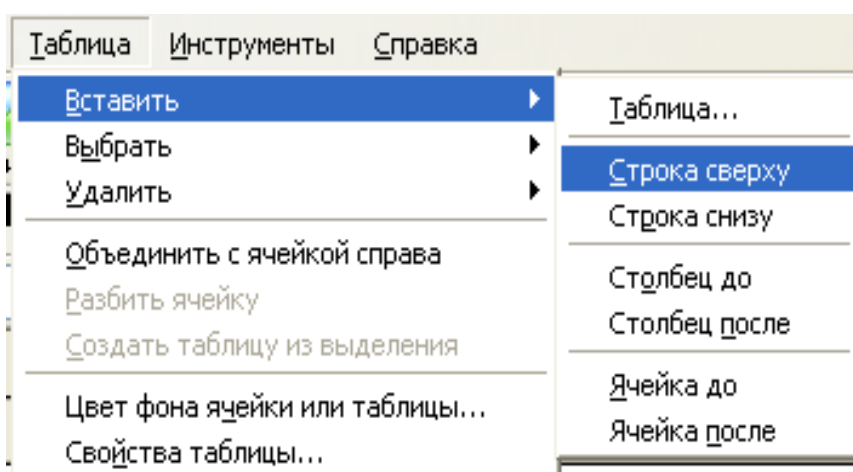 Таблица Инструменты Справка
Вставить
Выбрать
Удалить
Объединить с ячейкой справа
Разбить ячейку
Создать таблицу из выделения
Цвет фона ячейки или таблицы...
Свойства таблицы...
Таблица...
Строка сверху
Строка снизу
Столбец до
Столбец после
Ячейка до
Ячейка после